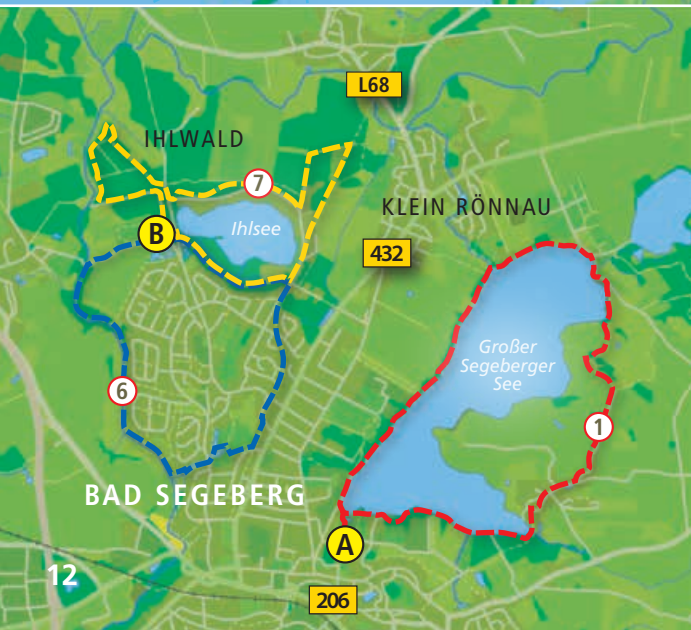 L68
IHLWALD
7
KLEIN RÖNNAU
B
Ihlsee
432
Großer
Segeberger
See
6
1
BAD SEGEBERG
A
12
206